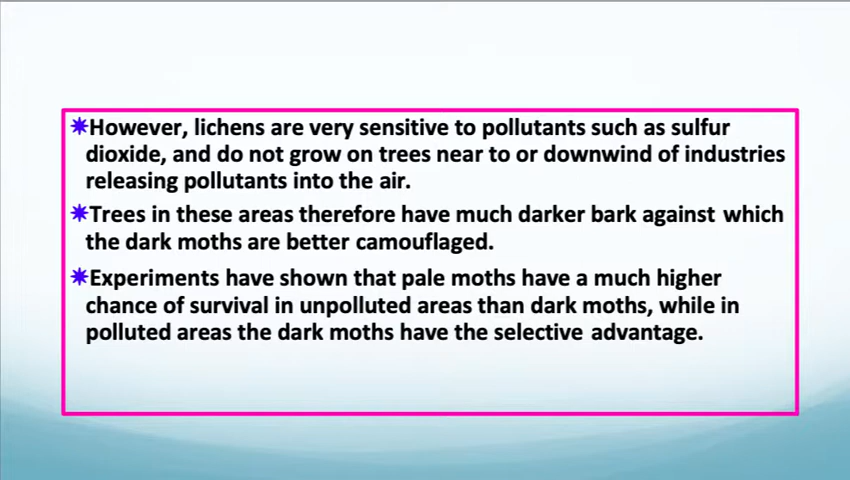 ✷However, lichens are very sensitive to pollutants such as sulfur
dioxide, and do not grow on trees near to or downwind of industries
releasing pollutants into the air.
✷Trees in these areas therefore have much darker bark against which
the dark moths are better camouflaged.
✷Experiments have shown that pale moths have a much higher
chance of survival in unpolluted areas than dark moths, while in
polluted areas the dark moths have the selective advantage.